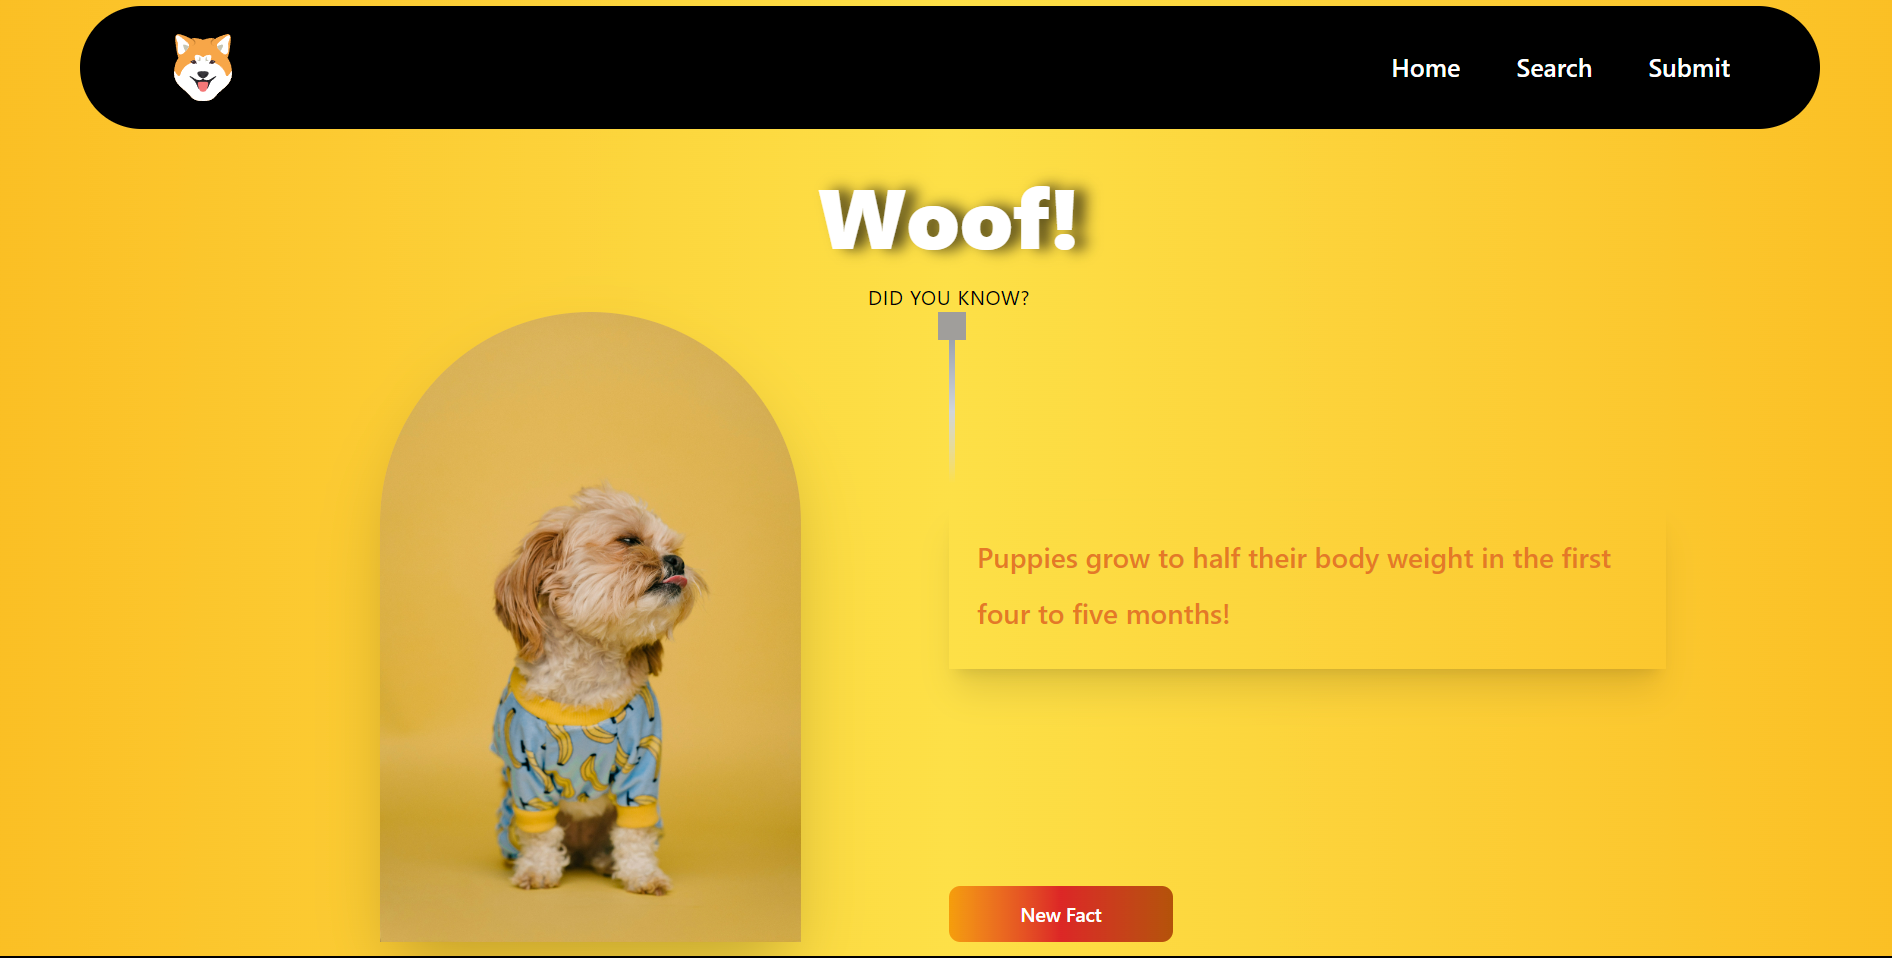 Home Search Submit
Woof!
DID YOU KNOW?
Puppies grow to half their body weight in the first
four to five months!
New Fact